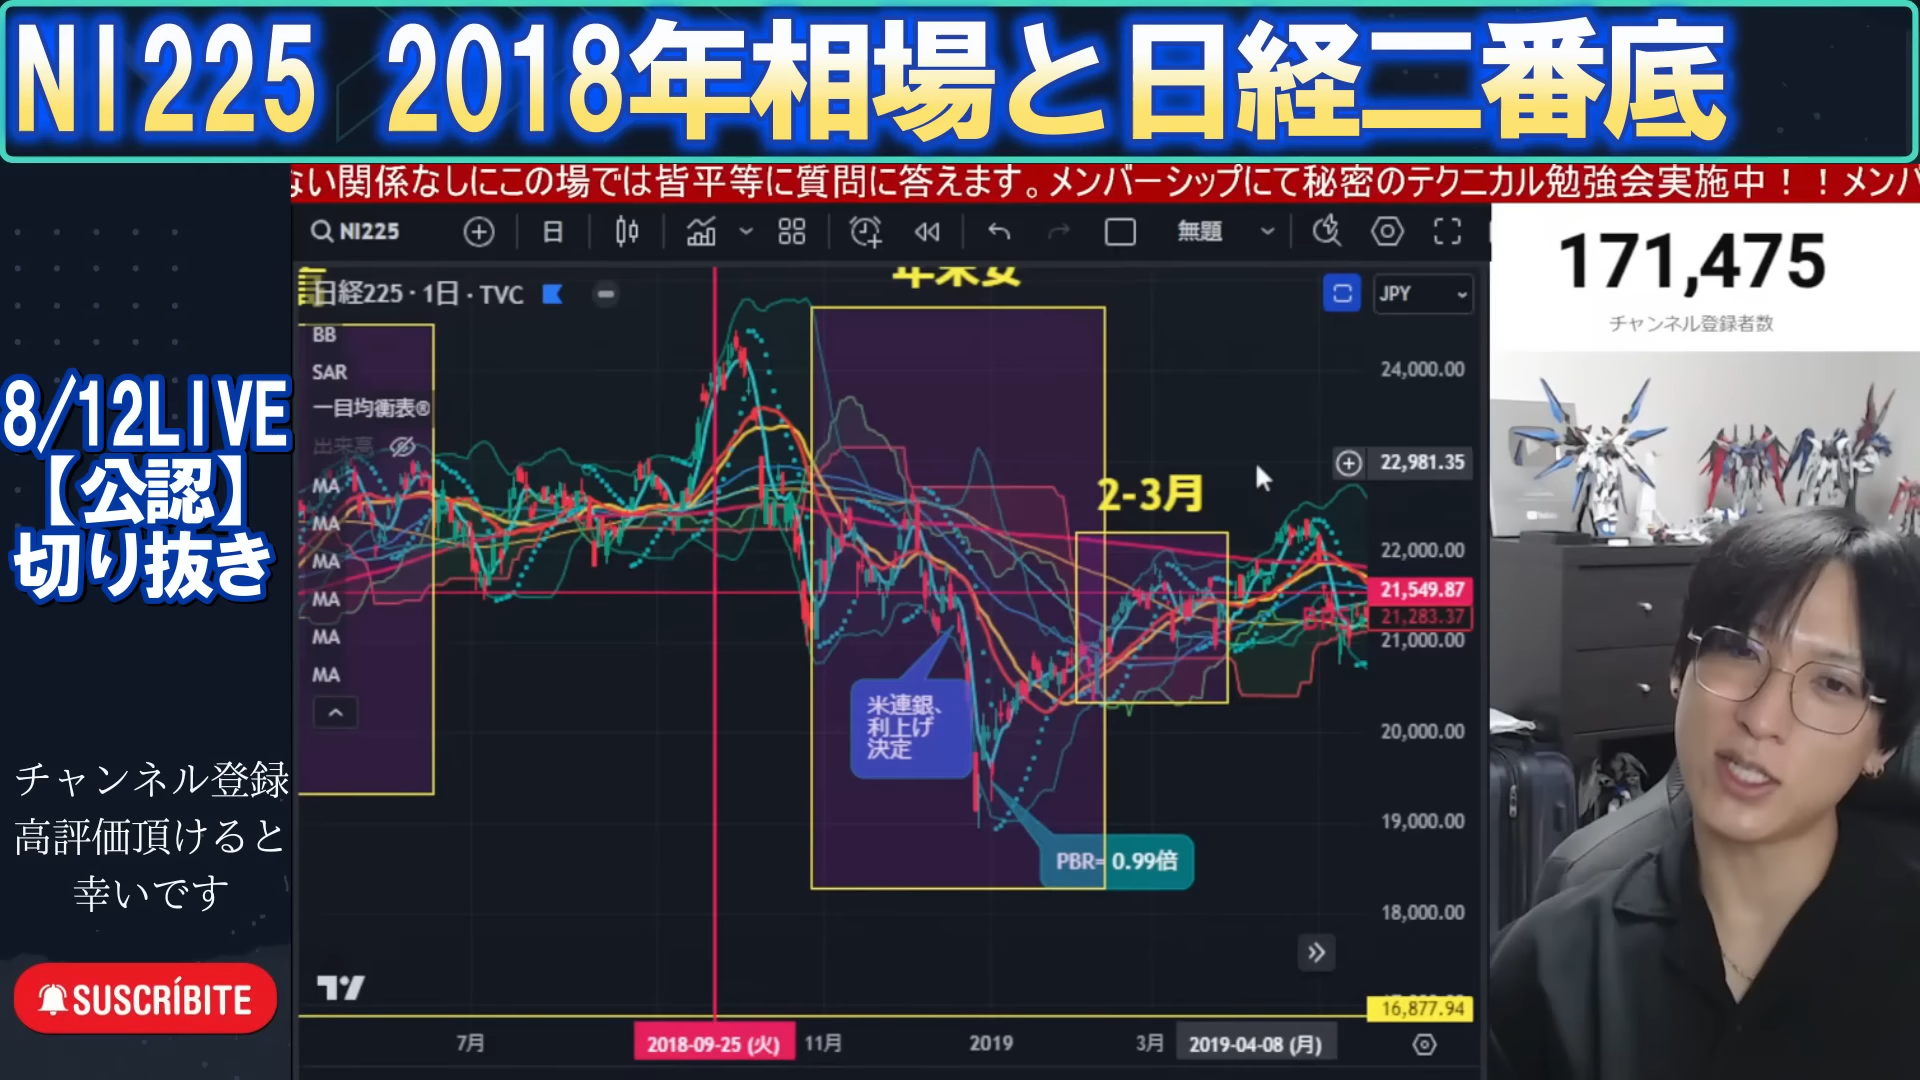 NI225 2018年相場と日経二番底
ない関係なしにこの場では皆平等に質問に答えます。メンバーシップにて秘密のテクニカル勉強会実施中！！メンバ
NI225
日
無題
171,475
チャンネル登録者数
日経225・1日・TVC
JPY
BB
SAR
一目均衡表®
出来高
MA
MA
MA
MA
MA
MA
2-3月
米連銀、
利上げ
決定
PBR= 0.99倍
24,000.00
22,981.35
22,000.00
21,549.87
21,283.37
21,000.00
20,000.00
19,000.00
18,000.00
16,877.94
7月
2018-09-25 (火)
11月
2019
3月
2019-04-08 (月)
8/12LIVE
【公認】
切り抜き
チャンネル登録
高評価頂けると
幸いです
SUSCRÍBITE